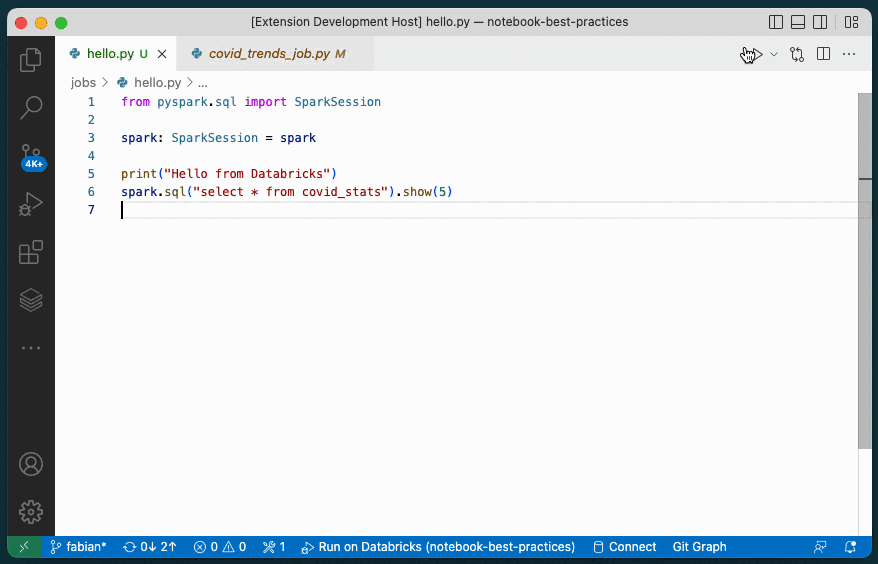 [Extension Development Host] hello.py — notebook-best-practices
hello.py U covid_trends_job.py M
jobs > hello.py > ...
1 from pyspark.sql import SparkSession
2
3 spark: SparkSession = spark
4
5 print("Hello from Databricks")
6 spark.sql("select * from covid_stats").show(5)
7
4K+
fabian* 0↓ 2↑ 0 0 1 Run on Databricks (notebook-best-practices) Connect Git Graph